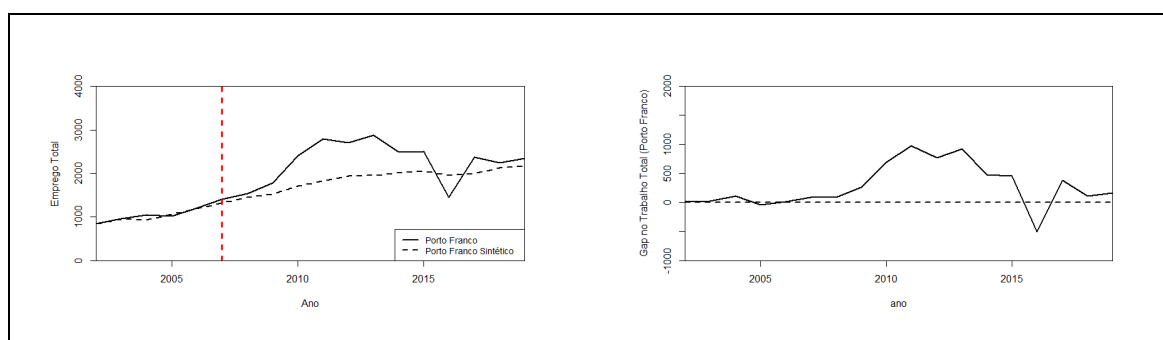 Emprego Total
4000
3000
2000
1000
0
2005
2010
2015
Ano
Porto Franco
Porto Franco Sintético
Gap no Trabalho Total (Porto Franco)
2000
1000
500
0
-1000
2005
2010
2015
ano